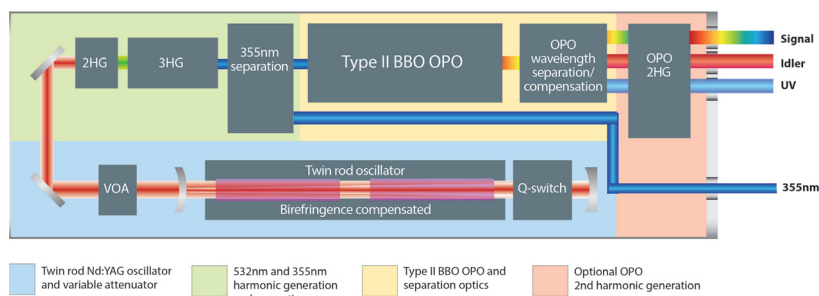 2HG
3HG
355nm
separation
Type II BBO OPO
OPO
wavelength
separation/
compensation
OPO
2HG
Signal
Idler
UV
VOA
Twin rod oscillator
Birefringence compensated
Q-switch
355nm
Twin rod Nd:YAG oscillator
and variable attenuator
532nm and 355nm
harmonic generation
Type II BBO OPO and
separation optics
Optional OPO
2nd harmonic generation